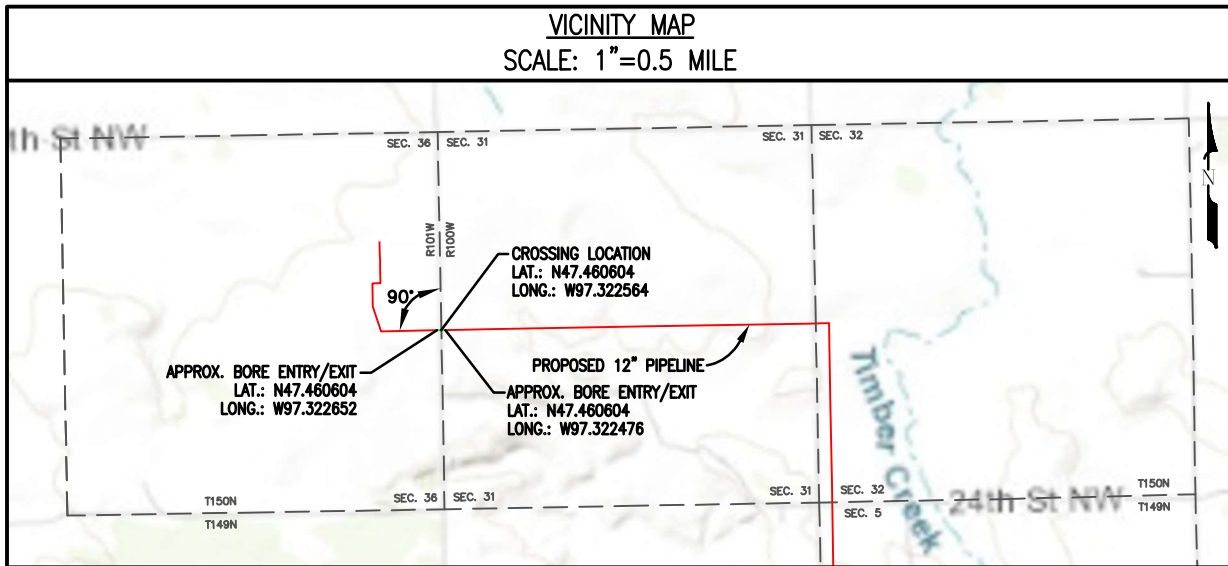 VICINITY MAP
SCALE: 1"=0.5 MILE
th St NW
SEC. 36
SEC. 31
SEC. 31
SEC. 32
N
R101W
R100W
CROSSING LOCATION
LAT.: N47.460604
LONG.: W97.322564
90°
APPROX. BORE ENTRY/EXIT
LAT.: N47.460604
LONG.: W97.322652
PROPOSED 12" PIPELINE
APPROX. BORE ENTRY/EXIT
LAT.: N47.460604
LONG.: W97.322476
Timber Creek
T150N
T149N
SEC. 36
SEC. 31
SEC. 31
SEC. 32
SEC. 5
24th St NW
T150N
T149N